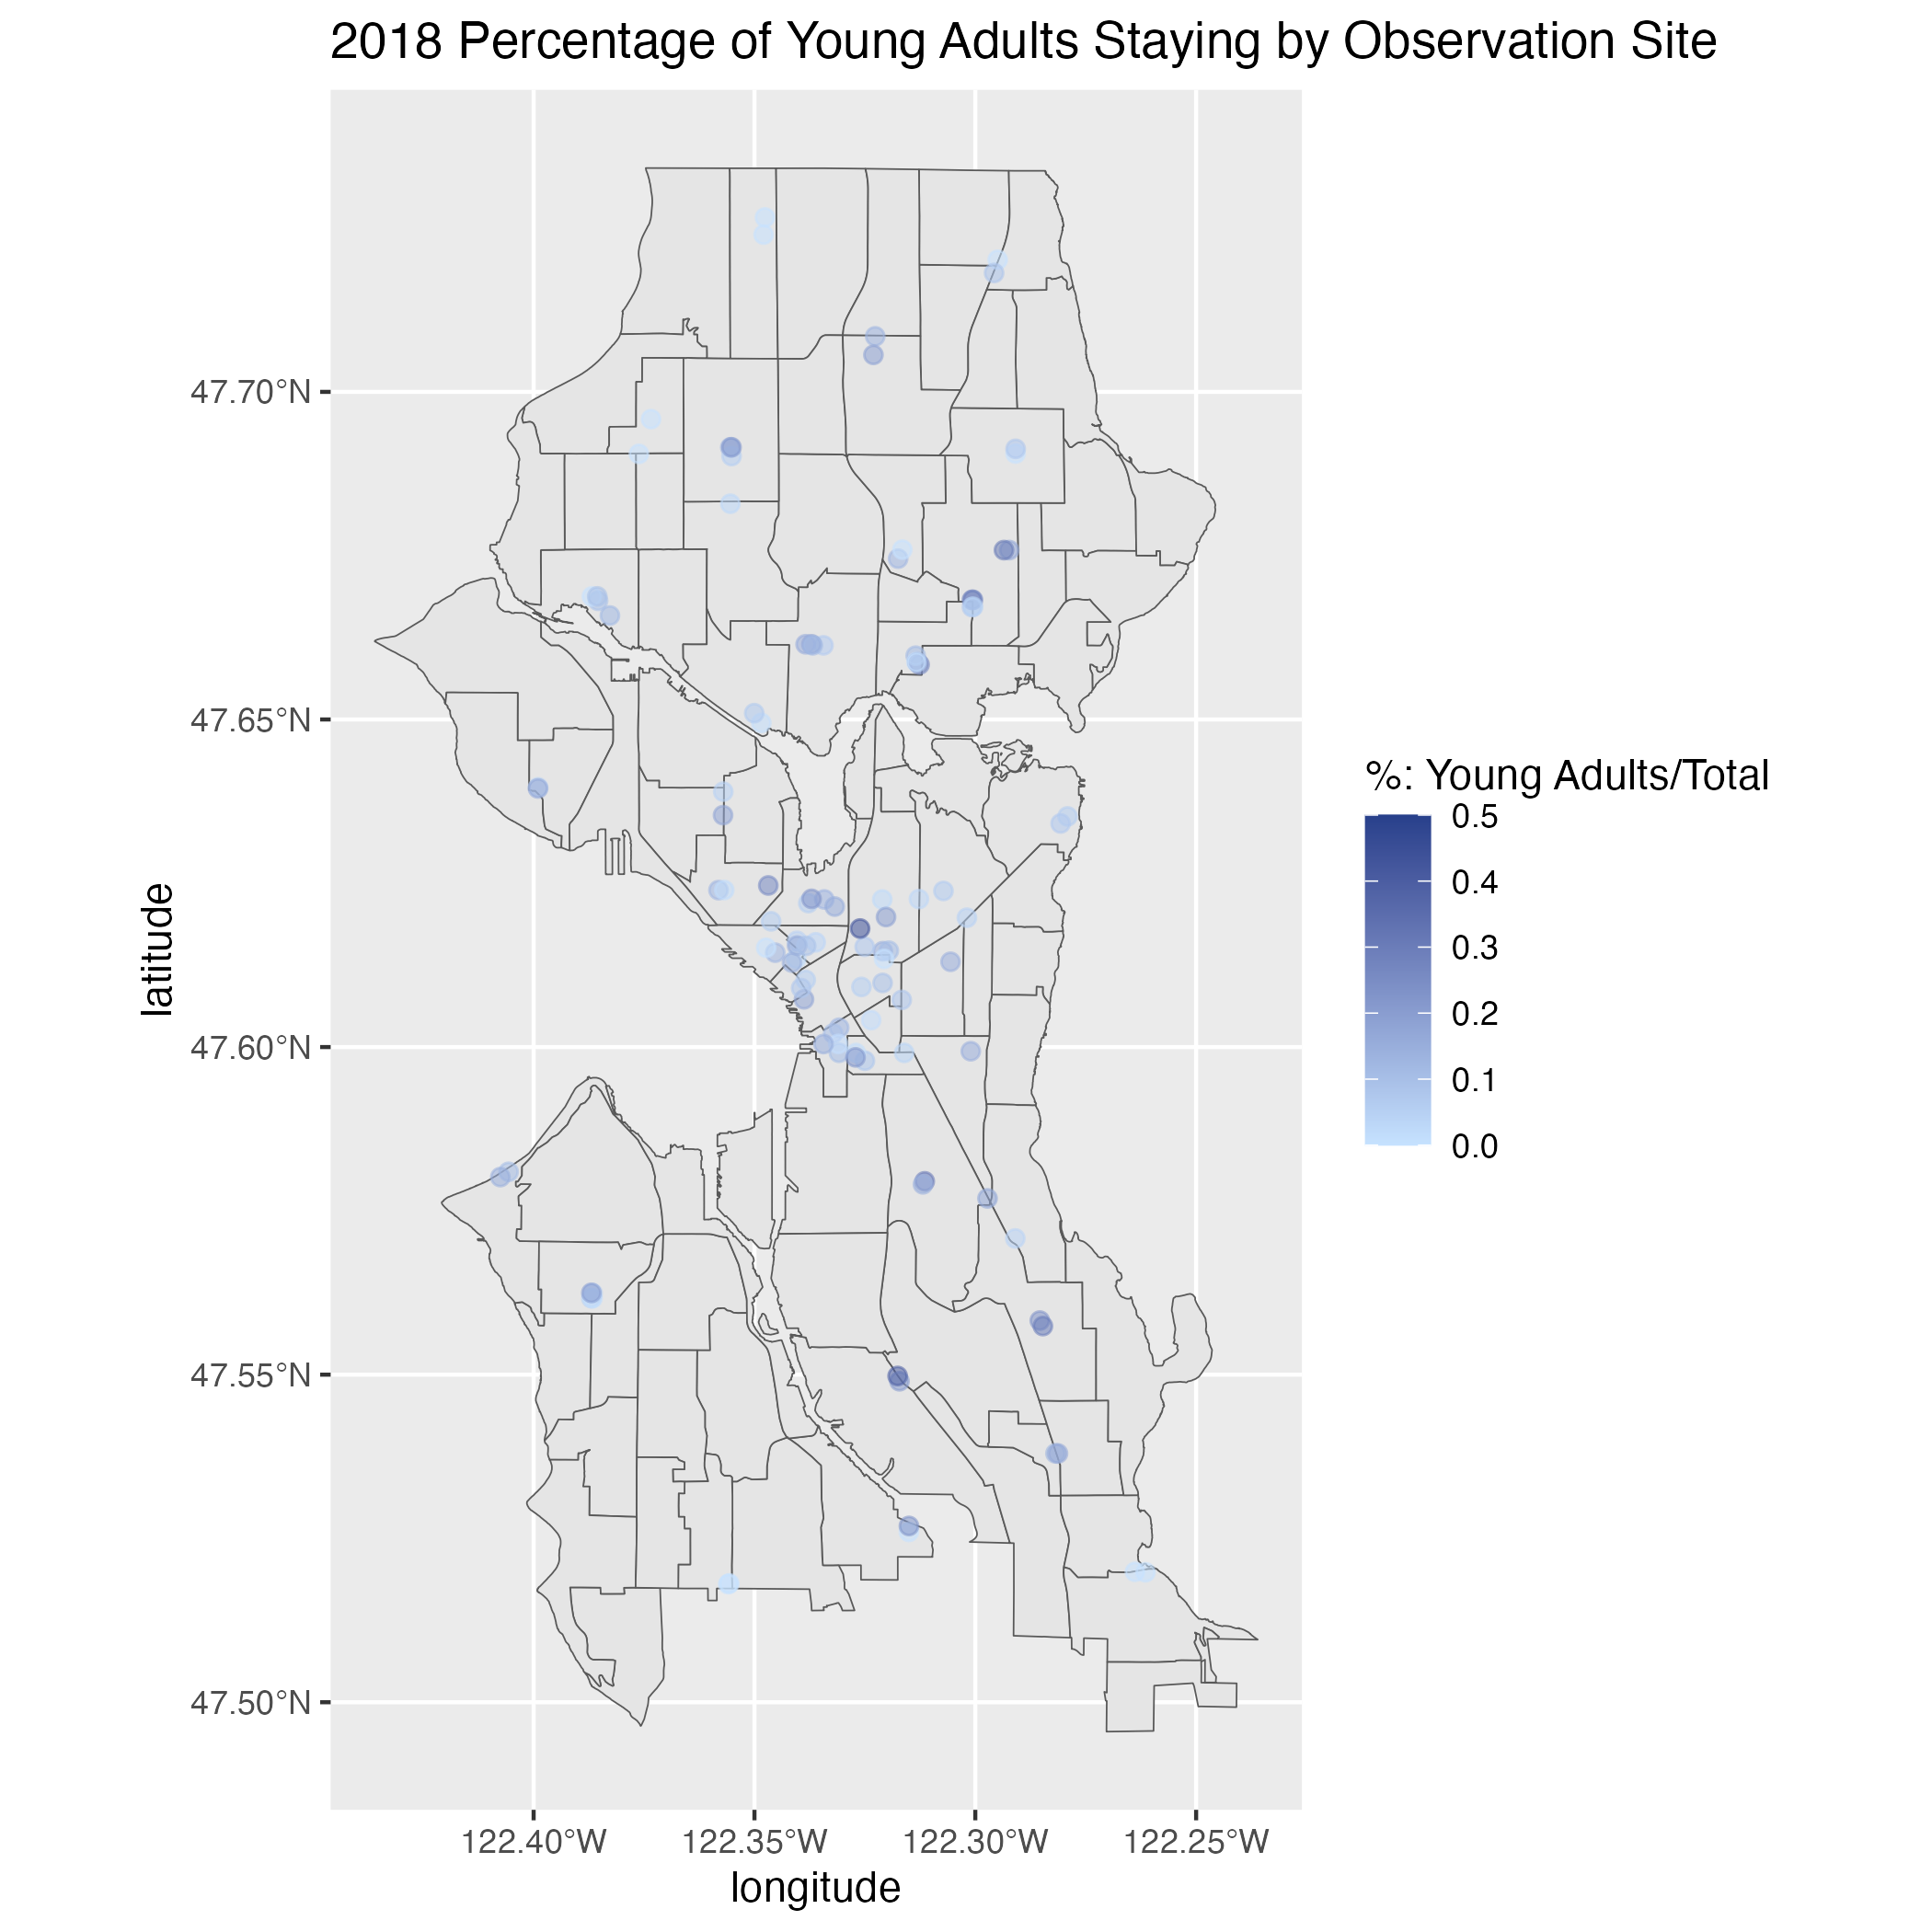 2018 Percentage of Young Adults Staying by Observation Site
47.70°N
47.65°N
47.60°N
47.55°N
47.50°N
latitude
122.40°W 122.35°W 122.30°W 122.25°W
longitude
%: Young Adults/Total
0.5
0.4
0.3
0.2
0.1
0.0